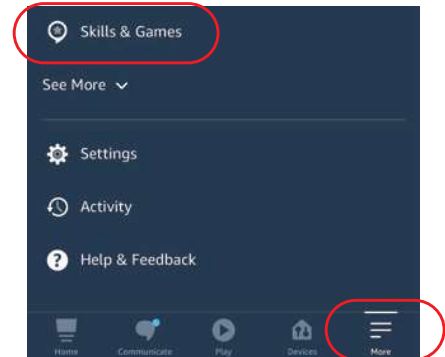 Skills & Games
See More
Settings
Activity
Help & Feedback
Home Communicate Play Devices More